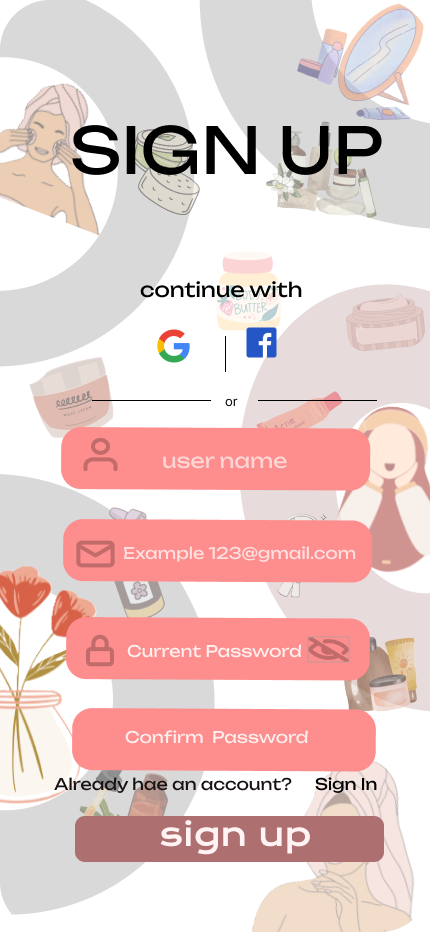 SIGN UP
continue with
BUTTER
or
user name
Example 123@gmail.com
Current Password
Confirm Password
Already hae an account? Sign In
sign up